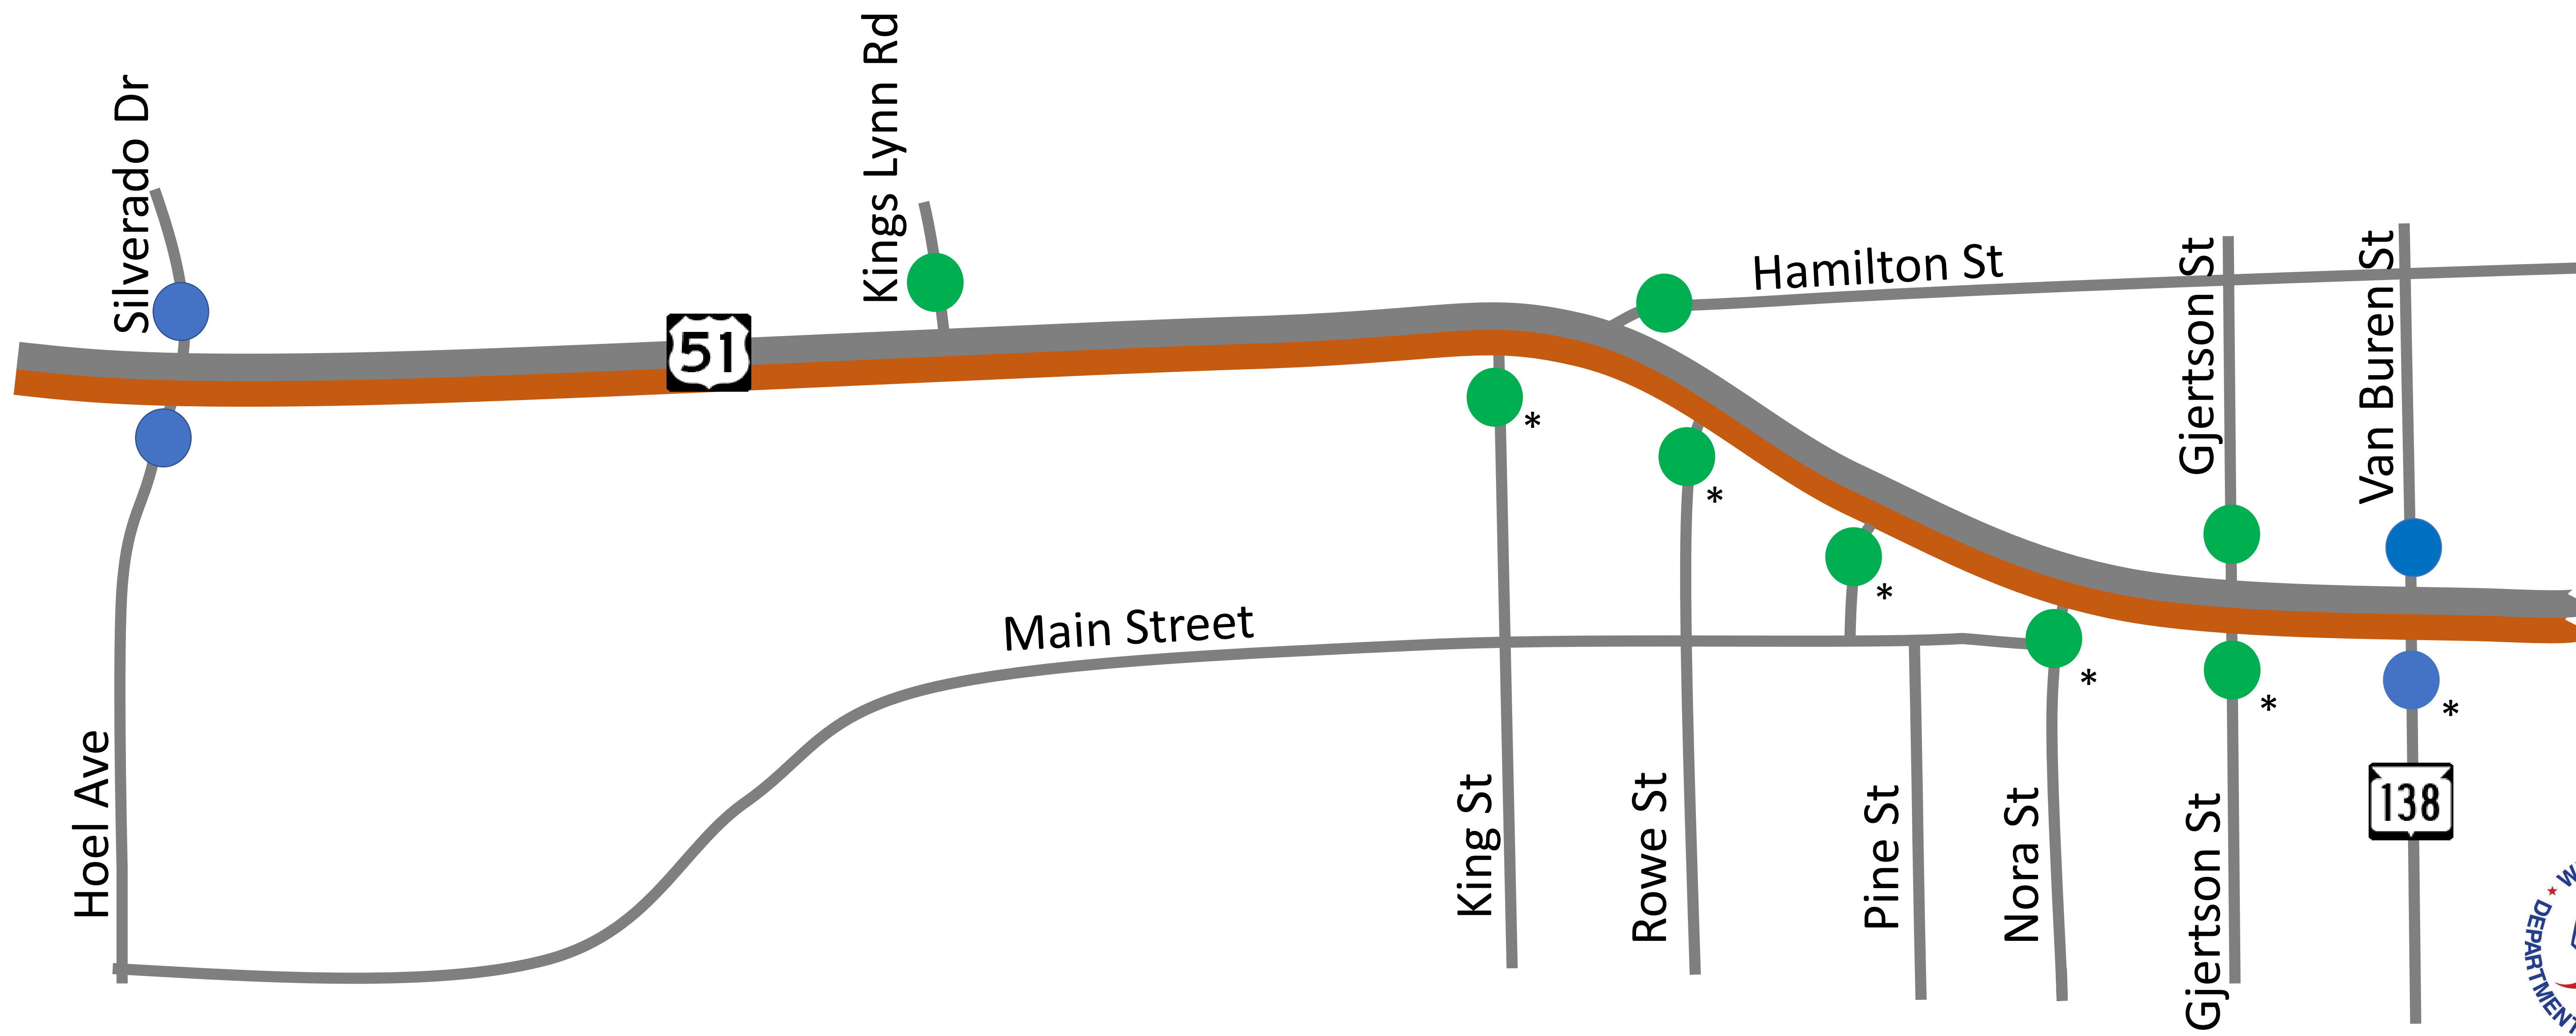 Silverado Dr
Kings Lynn Rd
51
Hamilton St
Gjertson St
Van Buren St
*
*
*
*
*
*
Main Street
Hoel Ave
King St
Rowe St
Pine St
Nora St
Gjertson St
138
DEPARTMENT